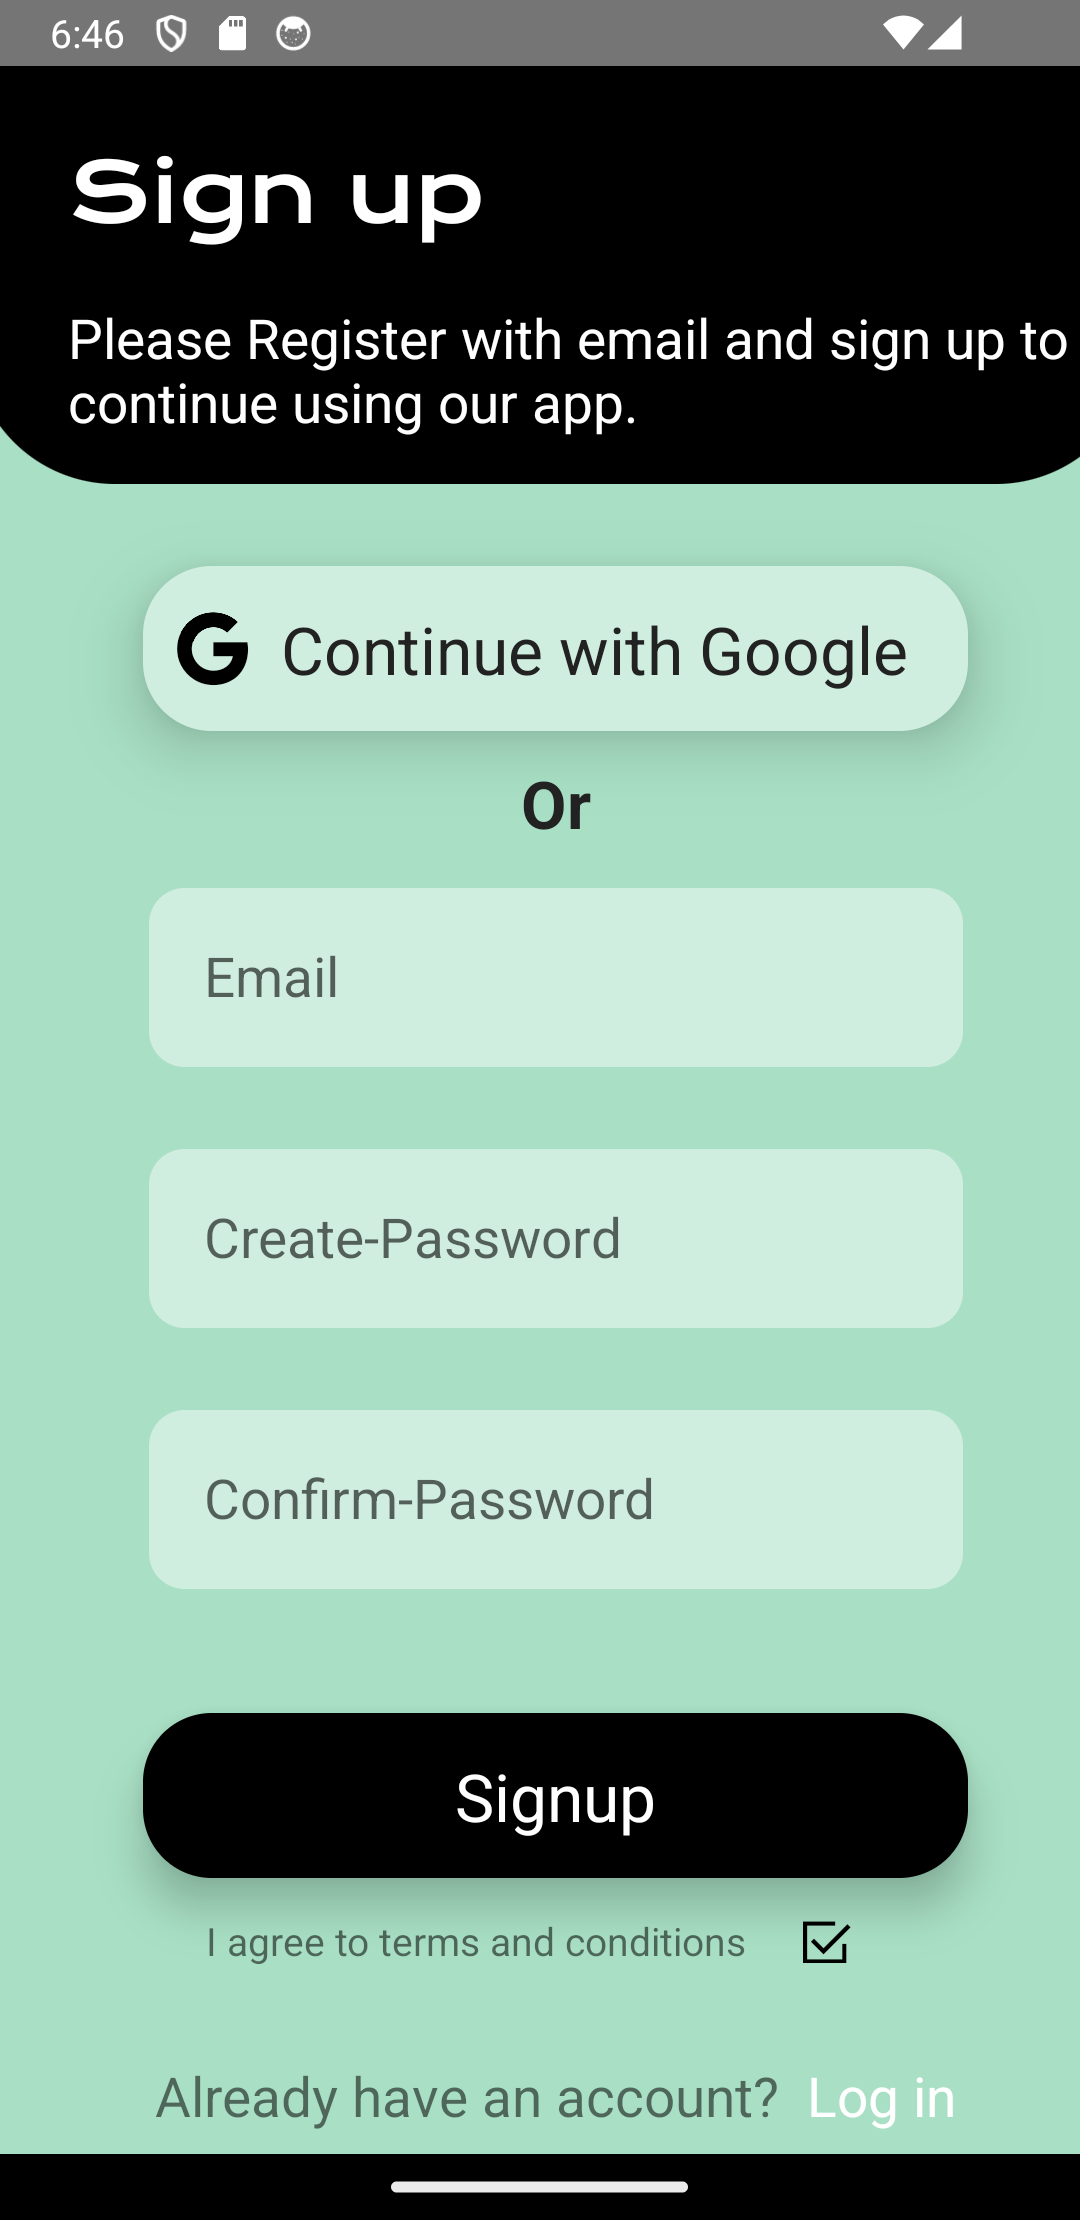 6:46
Sign up
Please Register with email and sign up to
continue using our app.
Continue with Google
Or
Email
Create-Password
Confirm-Password
Signup
I agree to terms and conditions
Already have an account? Log in